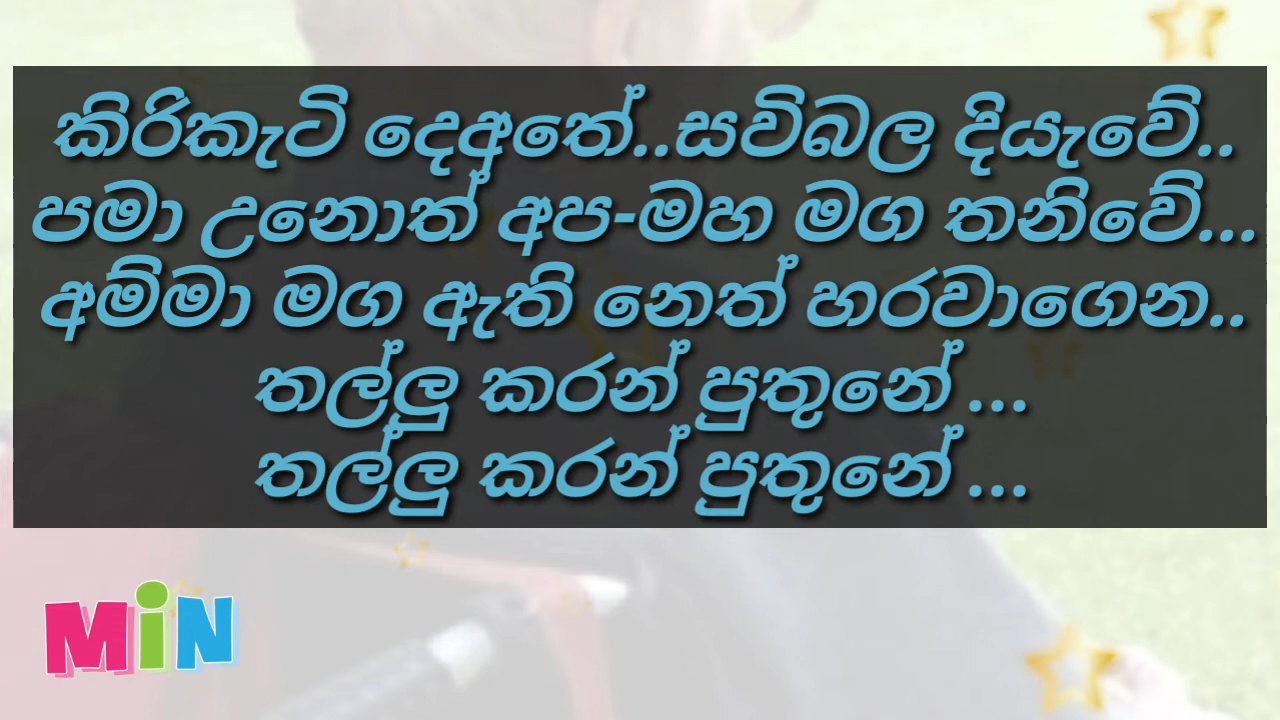 කිරිකැටි දෙඅතේ..සවිබල දියැවේ..
පමා උනොත් අප-මහ මග තනිවේ...
අම්මා මග ඇති නෙත් හරවාගෙන..
තල්ලු කරන් පුතුනේ ...
තල්ලු කරන් පුතුනේ ...
MiN